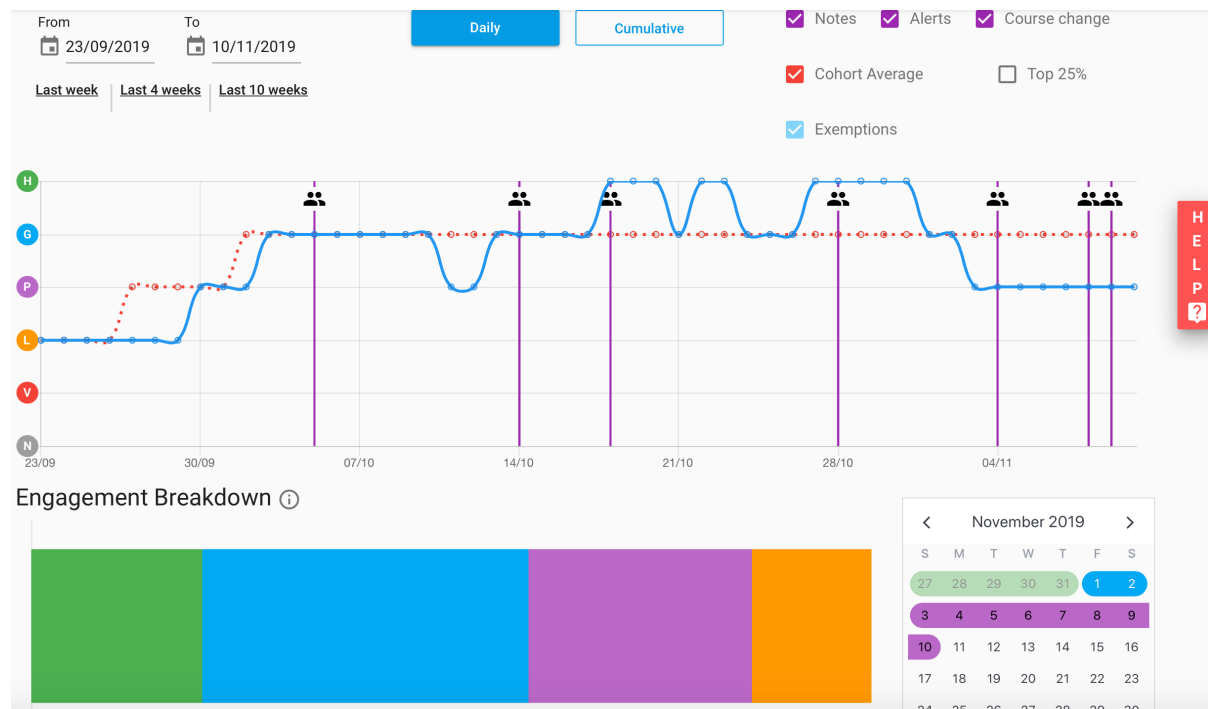 From
To
23/09/2019
10/11/2019
Daily
Cumulative
Notes
Alerts
Course change
Cohort Average
Top 25%
Exemptions
Last week
Last 4 weeks
Last 10 weeks
H
G
P
L
V
N
23/09
30/09
07/10
14/10
21/10
28/10
04/11
H
E
L
P
?
Engagement Breakdown i
November 2019
S M T W T F S
27 28 29 30 31 1 2
3 4 5 6 7 8 9
10 11 12 13 14 15 16
17 18 19 20 21 22 23